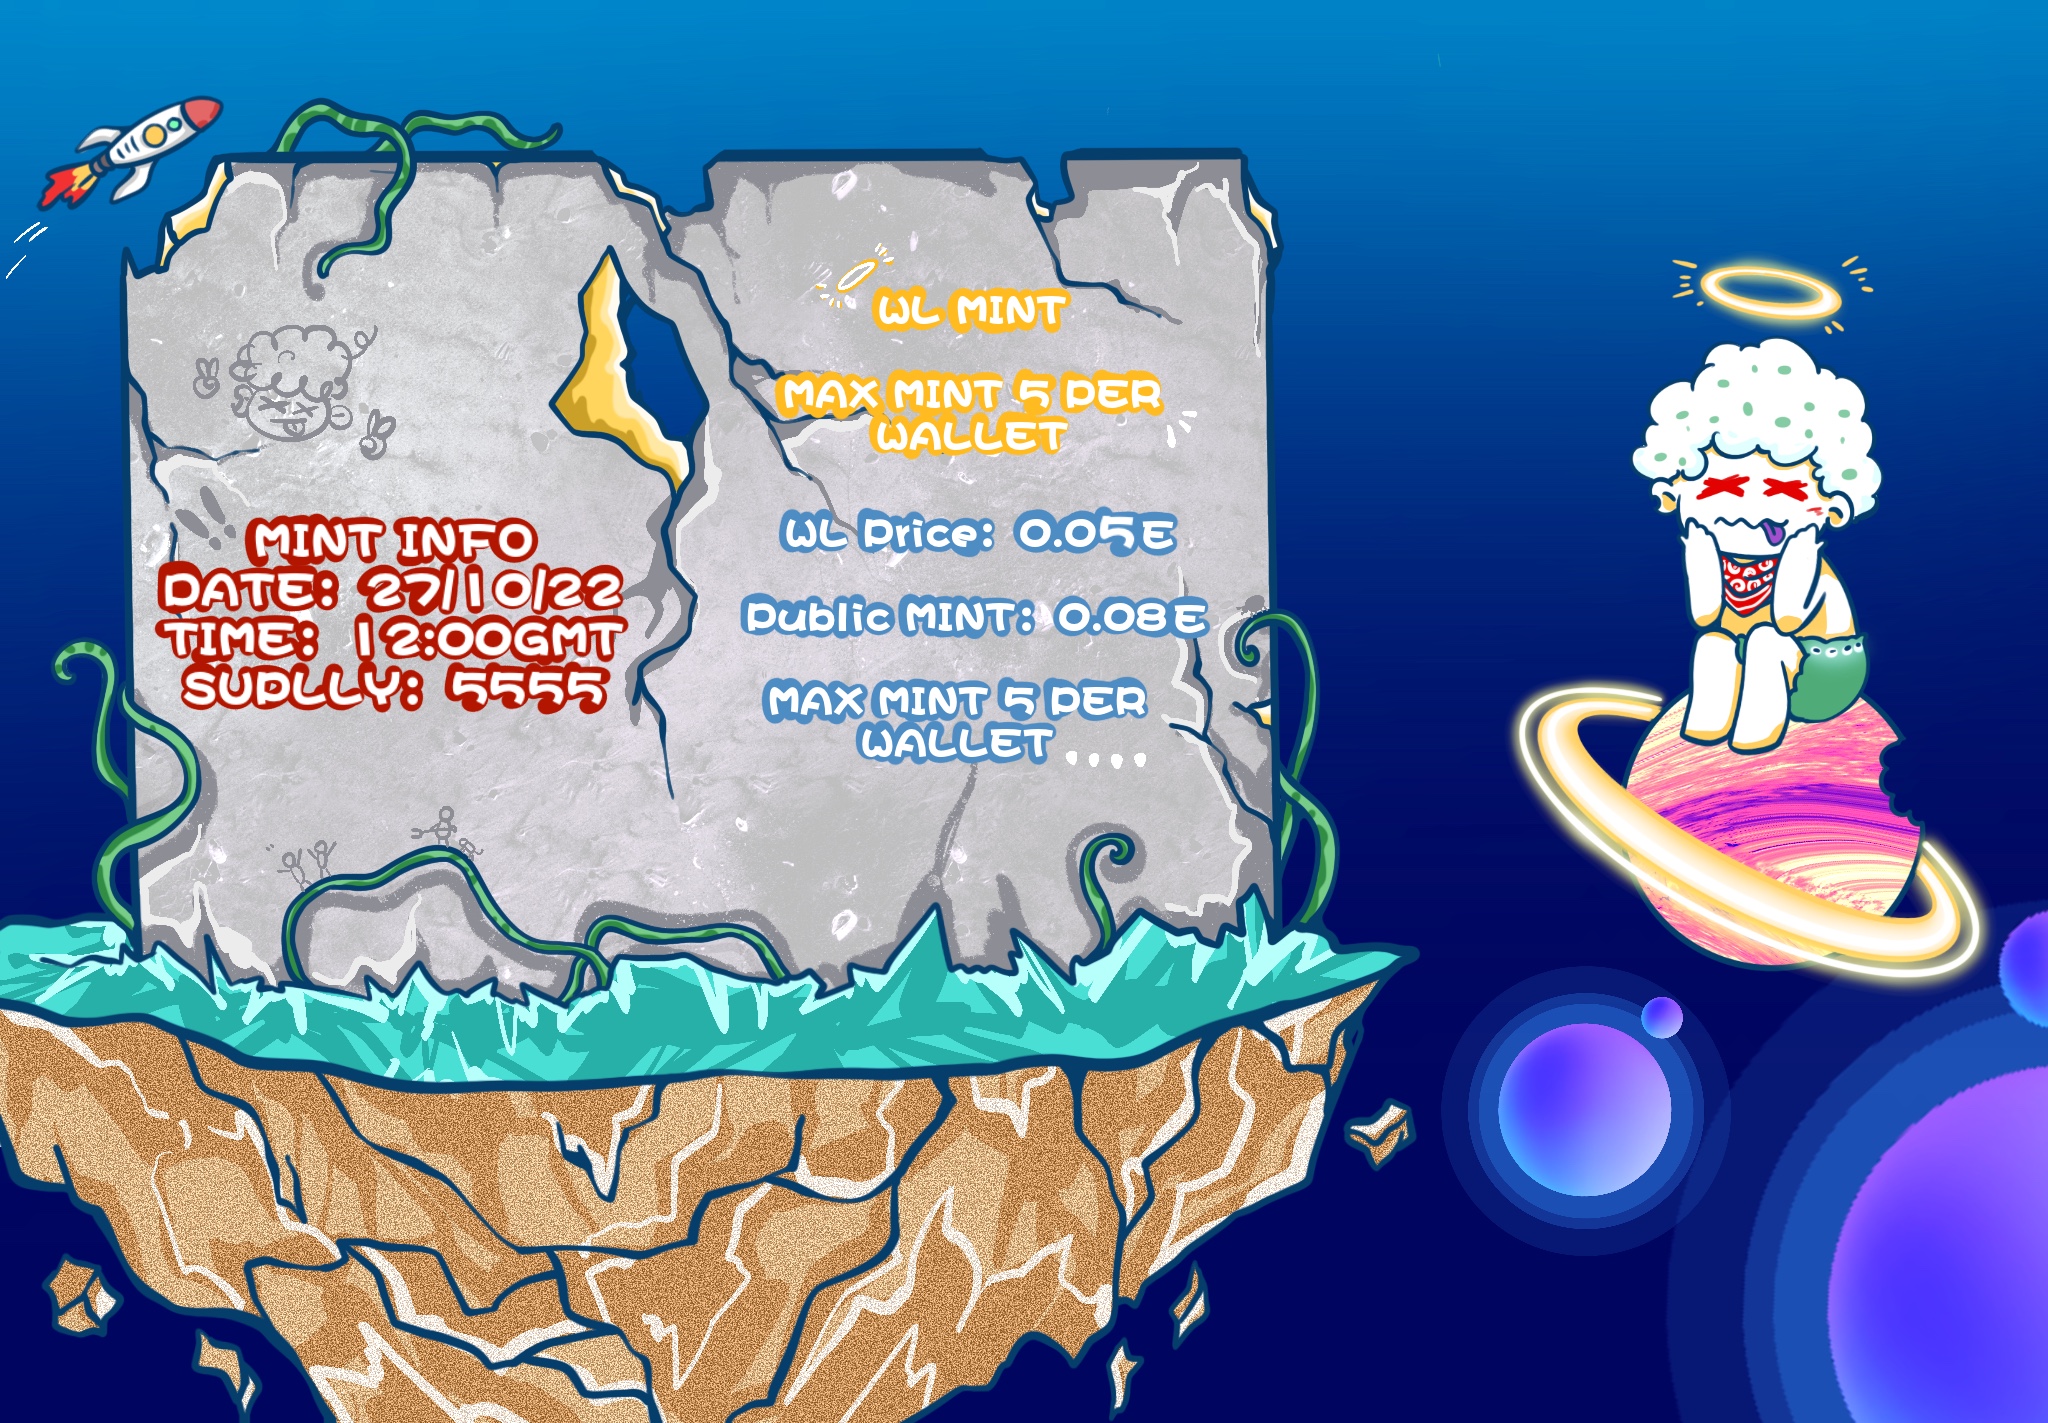 MINT INFO
DATE: 27/10/22
TIME: 12:00GMT
SUPLLY: 5555
WL MINT
MAX MINT 5 PER
WALLET
WL Price: 0.05E
Public MINT: 0.08E
MAX MINT 5 PER
WALLET